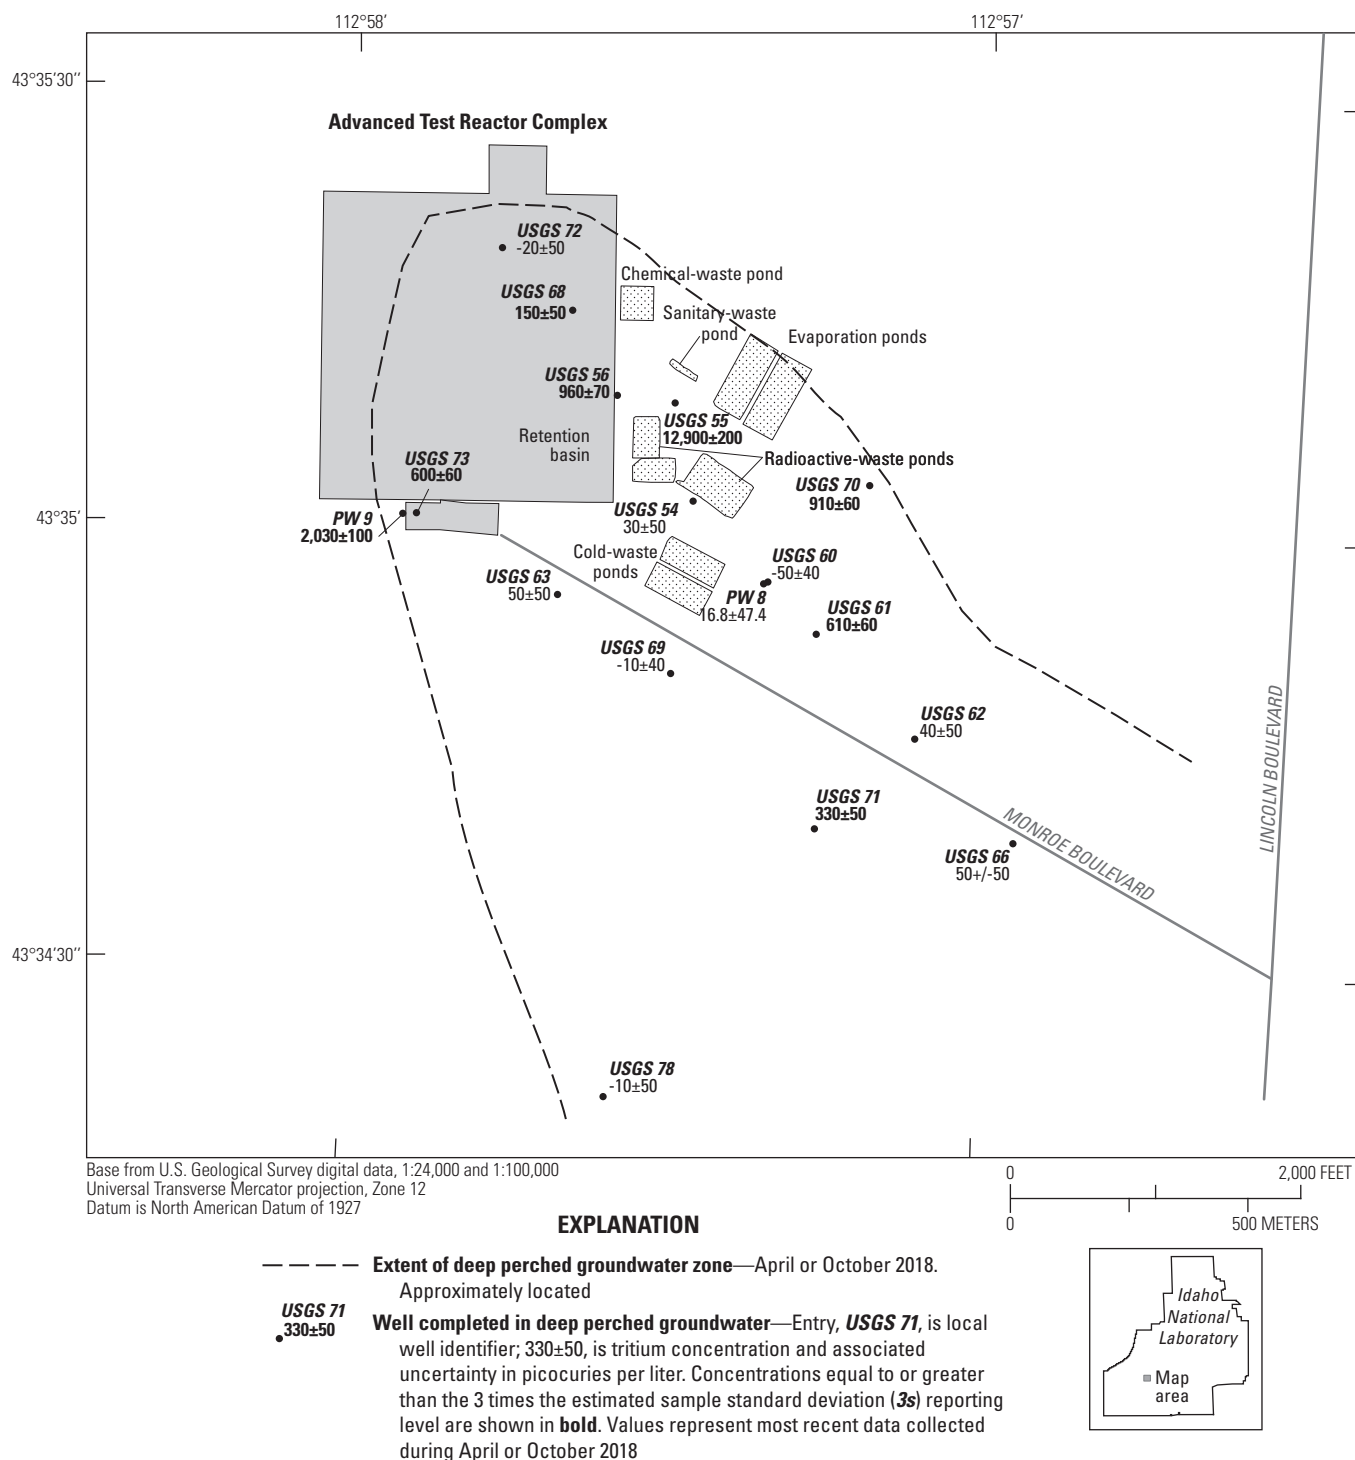 112°58′
112°57′
43°35′30″
Advanced Test Reactor Complex
USGS 72
-20±50
Chemical-waste pond
USGS 68
150±50
Sanitary-waste
pond
Evaporation ponds
USGS 56
960±70
USGS 55
12,900±200
Retention
basin
USGS 73
600±60
Radioactive-waste ponds
USGS 70
910±60
USGS 54
30±50
43°35′
PW 9
2,030±100
Cold-waste
ponds
USGS 60
-50±40
USGS 63
50±50
PW 8
16.8±47.4
USGS 61
610±60
USGS 69
-10±40
USGS 62
40±50
LINCOLN BOULEVARD
USGS 71
330±50
MONROE BOULEVARD
USGS 66
50+/-50
43°34′30″
USGS 78
-10±50
Base from U.S. Geological Survey digital data, 1:24,000 and 1:100,000
Universal Transverse Mercator projection, Zone 12
Datum is North American Datum of 1927
0 2,000 FEET
0 500 METERS
EXPLANATION
Extent of deep perched groundwater zone—April or October 2018.
Approximately located
USGS 71
330±50
Well completed in deep perched groundwater—Entry, USGS 71, is local
well identifier; 330±50, is tritium concentration and associated
uncertainty in picocuries per liter. Concentrations equal to or greater
than the 3 times the estimated sample standard deviation (3s) reporting
level are shown in bold. Values represent most recent data collected
during April or October 2018
Idaho
National
Laboratory
Map
area